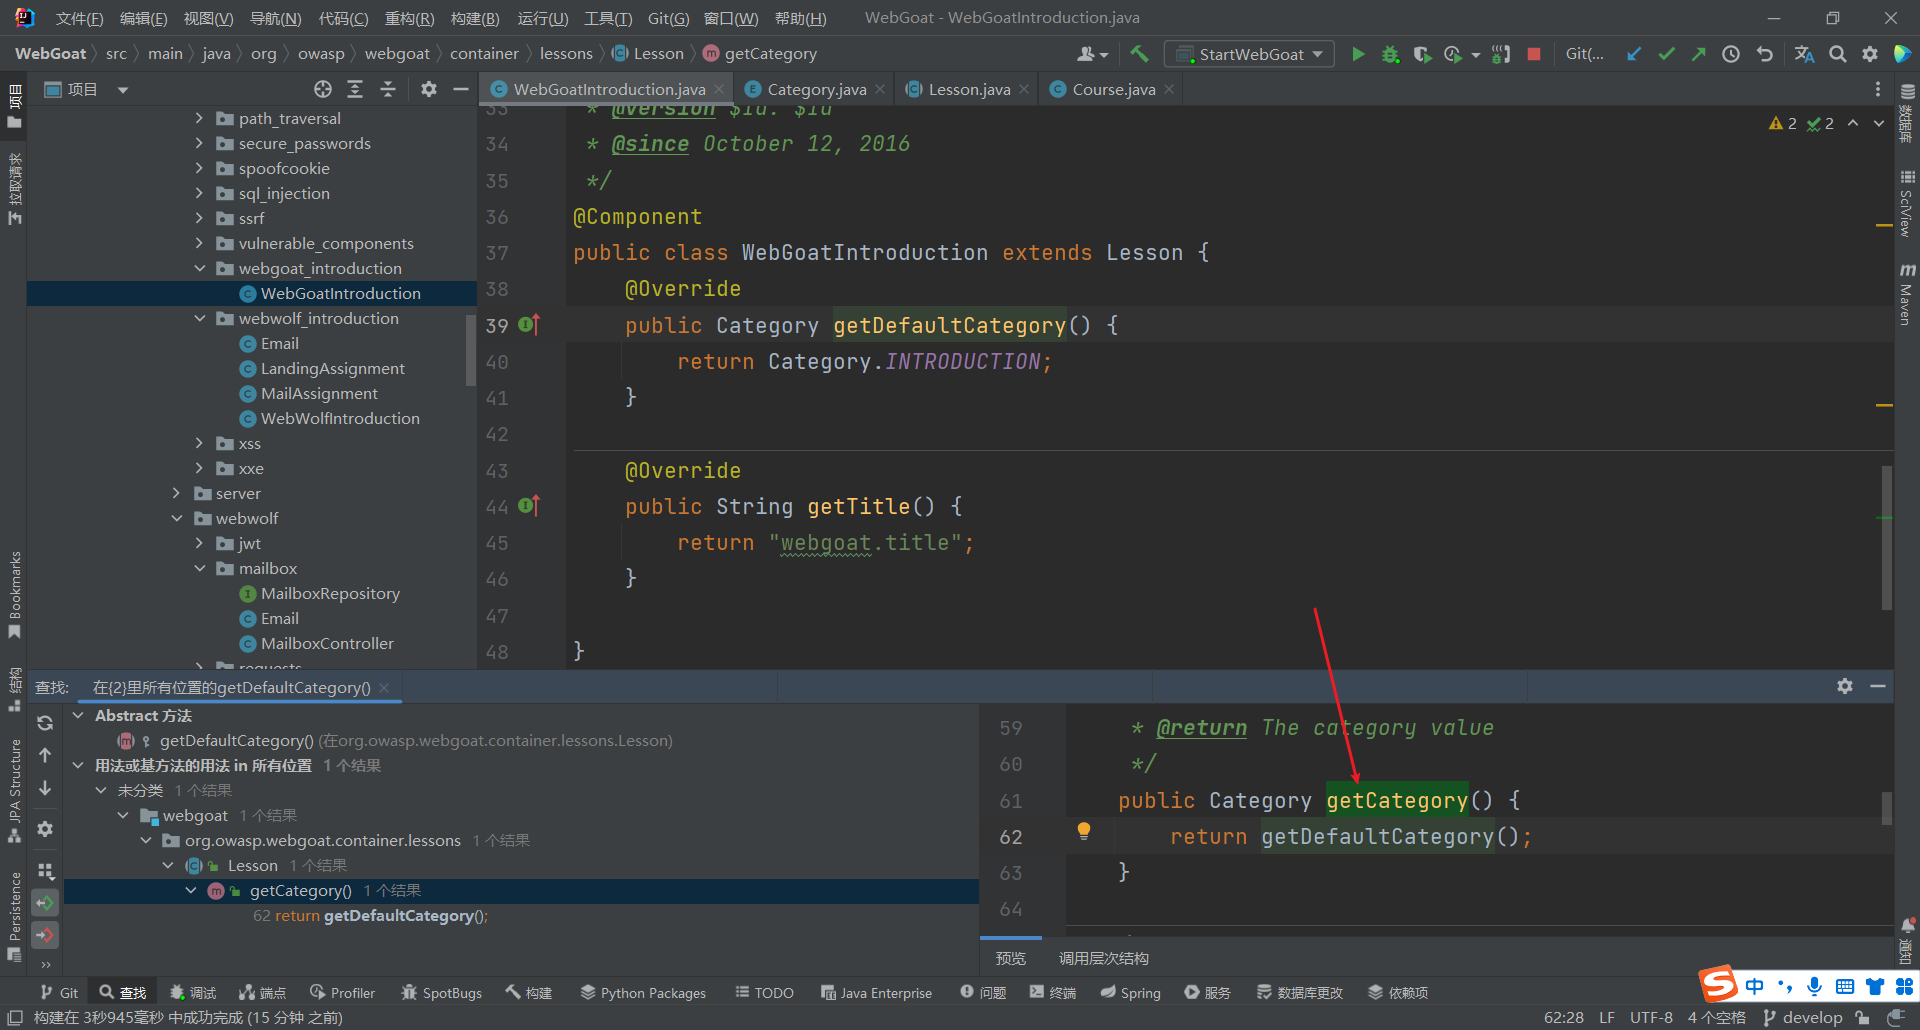 文件(F) 编辑(E) 视图(V) 导航(N) 代码(C) 重构(R) 构建(B) 运行(U) 工具(T) Git(G) 窗口(W) 帮助(H) WebGoat - WebGoatIntroduction.java
WebGoat src main java org owasp webgoat container lessons Lesson getCategory StartWebGoat Git(...
项目
WebGoatIntroduction.java Category.java Lesson.java Course.java
项目
拉取请求
Bookmarks
结构
JPA Structure
Persistence
path_traversal
secure_passwords
spoofcookie
sql_injection
ssrf
vulnerable_components
webgoat_introduction
WebGoatIntroduction
webwolf_introduction
Email
LandingAssignment
MailAssignment
WebWolfIntroduction
xss
xxe
server
webwolf
jwt
mailbox
MailboxRepository
Email
MailboxController
requests
33 * @version $Id: $Id
2 2
34 * @since October 12, 2016
35 */
36 @Component
37 public class WebGoatIntroduction extends Lesson {
38 @Override
39 public Category getDefaultCategory() {
40 return Category.INTRODUCTION;
41 }
42
43 @Override
44 public String getTitle() {
45 return "webgoat.title";
46 }
47
48 }
数据库
SciView
Maven
通知
查找: 在{2}里所有位置的getDefaultCategory()
Abstract 方法
getDefaultCategory() (在org.owasp.webgoat.container.lessons.Lesson)
用法或基方法的用法 in 所有位置 1 个结果
未分类 1 个结果
webgoat 1 个结果
org.owasp.webgoat.container.lessons 1 个结果
Lesson 1 个结果
getCategory() 1 个结果
62 return getDefaultCategory();
59 * @return The category value
60 */
61 public Category getCategory() {
62 return getDefaultCategory();
63 }
64
预览 调用层次结构
Git 查找 调试 端点 Profiler SpotBugs 构建 Python Packages TODO Java Enterprise 问题 终端 Spring 服务 数据库更改 依赖项
中
构建在 3秒945毫秒 中成功完成 (15 分钟 之前) 62:28 LF UTF-8 4 个空格 develop